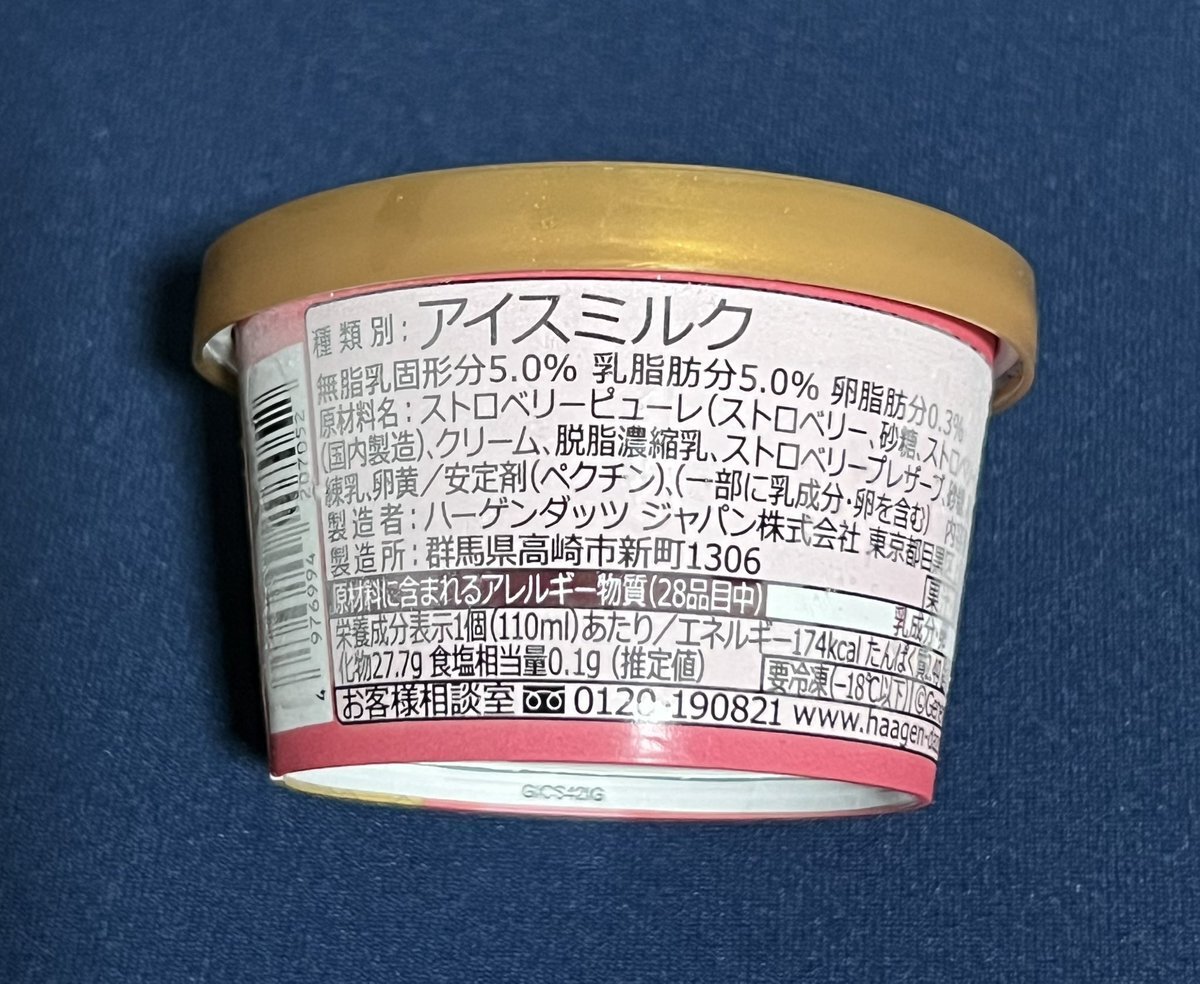 種類別：アイスミルク
無脂乳固形分5.0% 乳脂肪分5.0% 卵脂肪分0.3%
原材料名：ストロベリーピューレ（ストロベリー、砂糖、ストロベ
（国内製造）、クリーム、脱脂濃縮乳、ストロベリープレザーブ、砂糖、
練乳、卵黄／安定剤（ペクチン）、（一部に乳成分・卵を含む）
製造者：ハーゲンダッツ ジャパン株式会社 東京都目黒
製造所：群馬県高崎市新町1306
原材料に含まれるアレルギー物質（28品目中）
乳成分・
栄養成分表示1個（110ml）あたり／エネルギー174kcal たんぱく質
化物27.7g 食塩相当量0.1g （推定値）
要冷凍（−18℃以下）©Gene
お客様相談室 0120-190821 www.haagen-daz
4 976994 207052